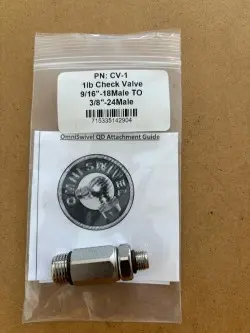 PN: CV-1
1lb Check Valve
9/16"-18Male TO
3/8"-24Male
715335142904
OmniSwivel QD Attachment Guide
OMNISWIVEL